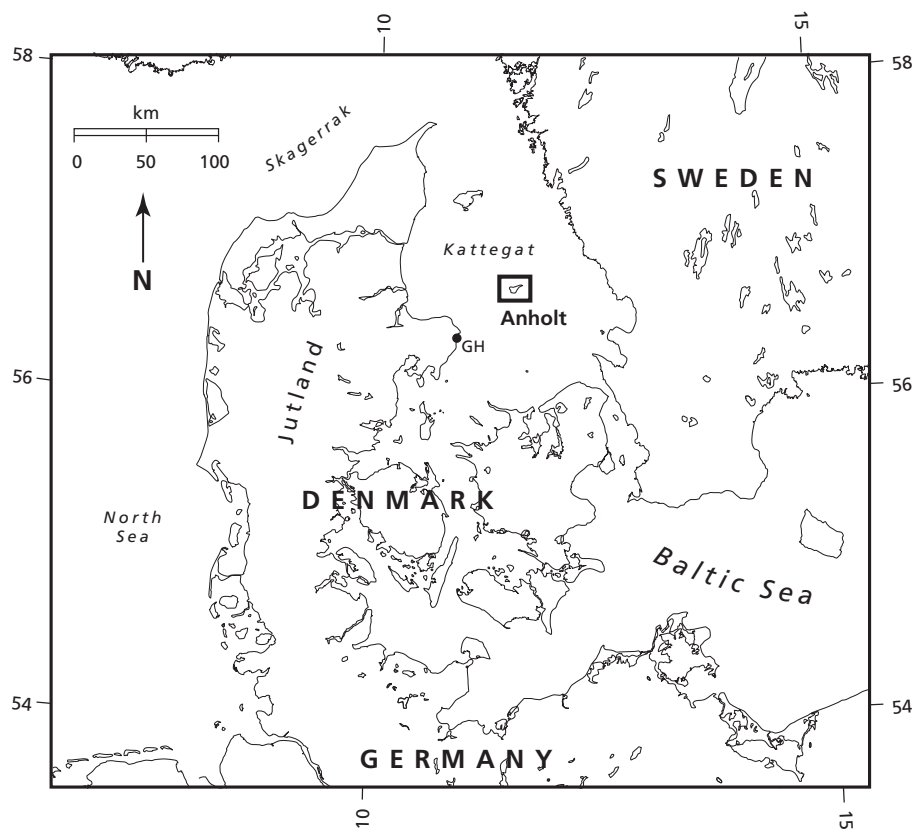 10
15
58
58
km
0 50 100
Skagerrak
SWEDEN
N
Kattegat
Anholt
GH
Jutland
56
56
DENMARK
North
Sea
Baltic Sea
54
54
GERMANY
10
15